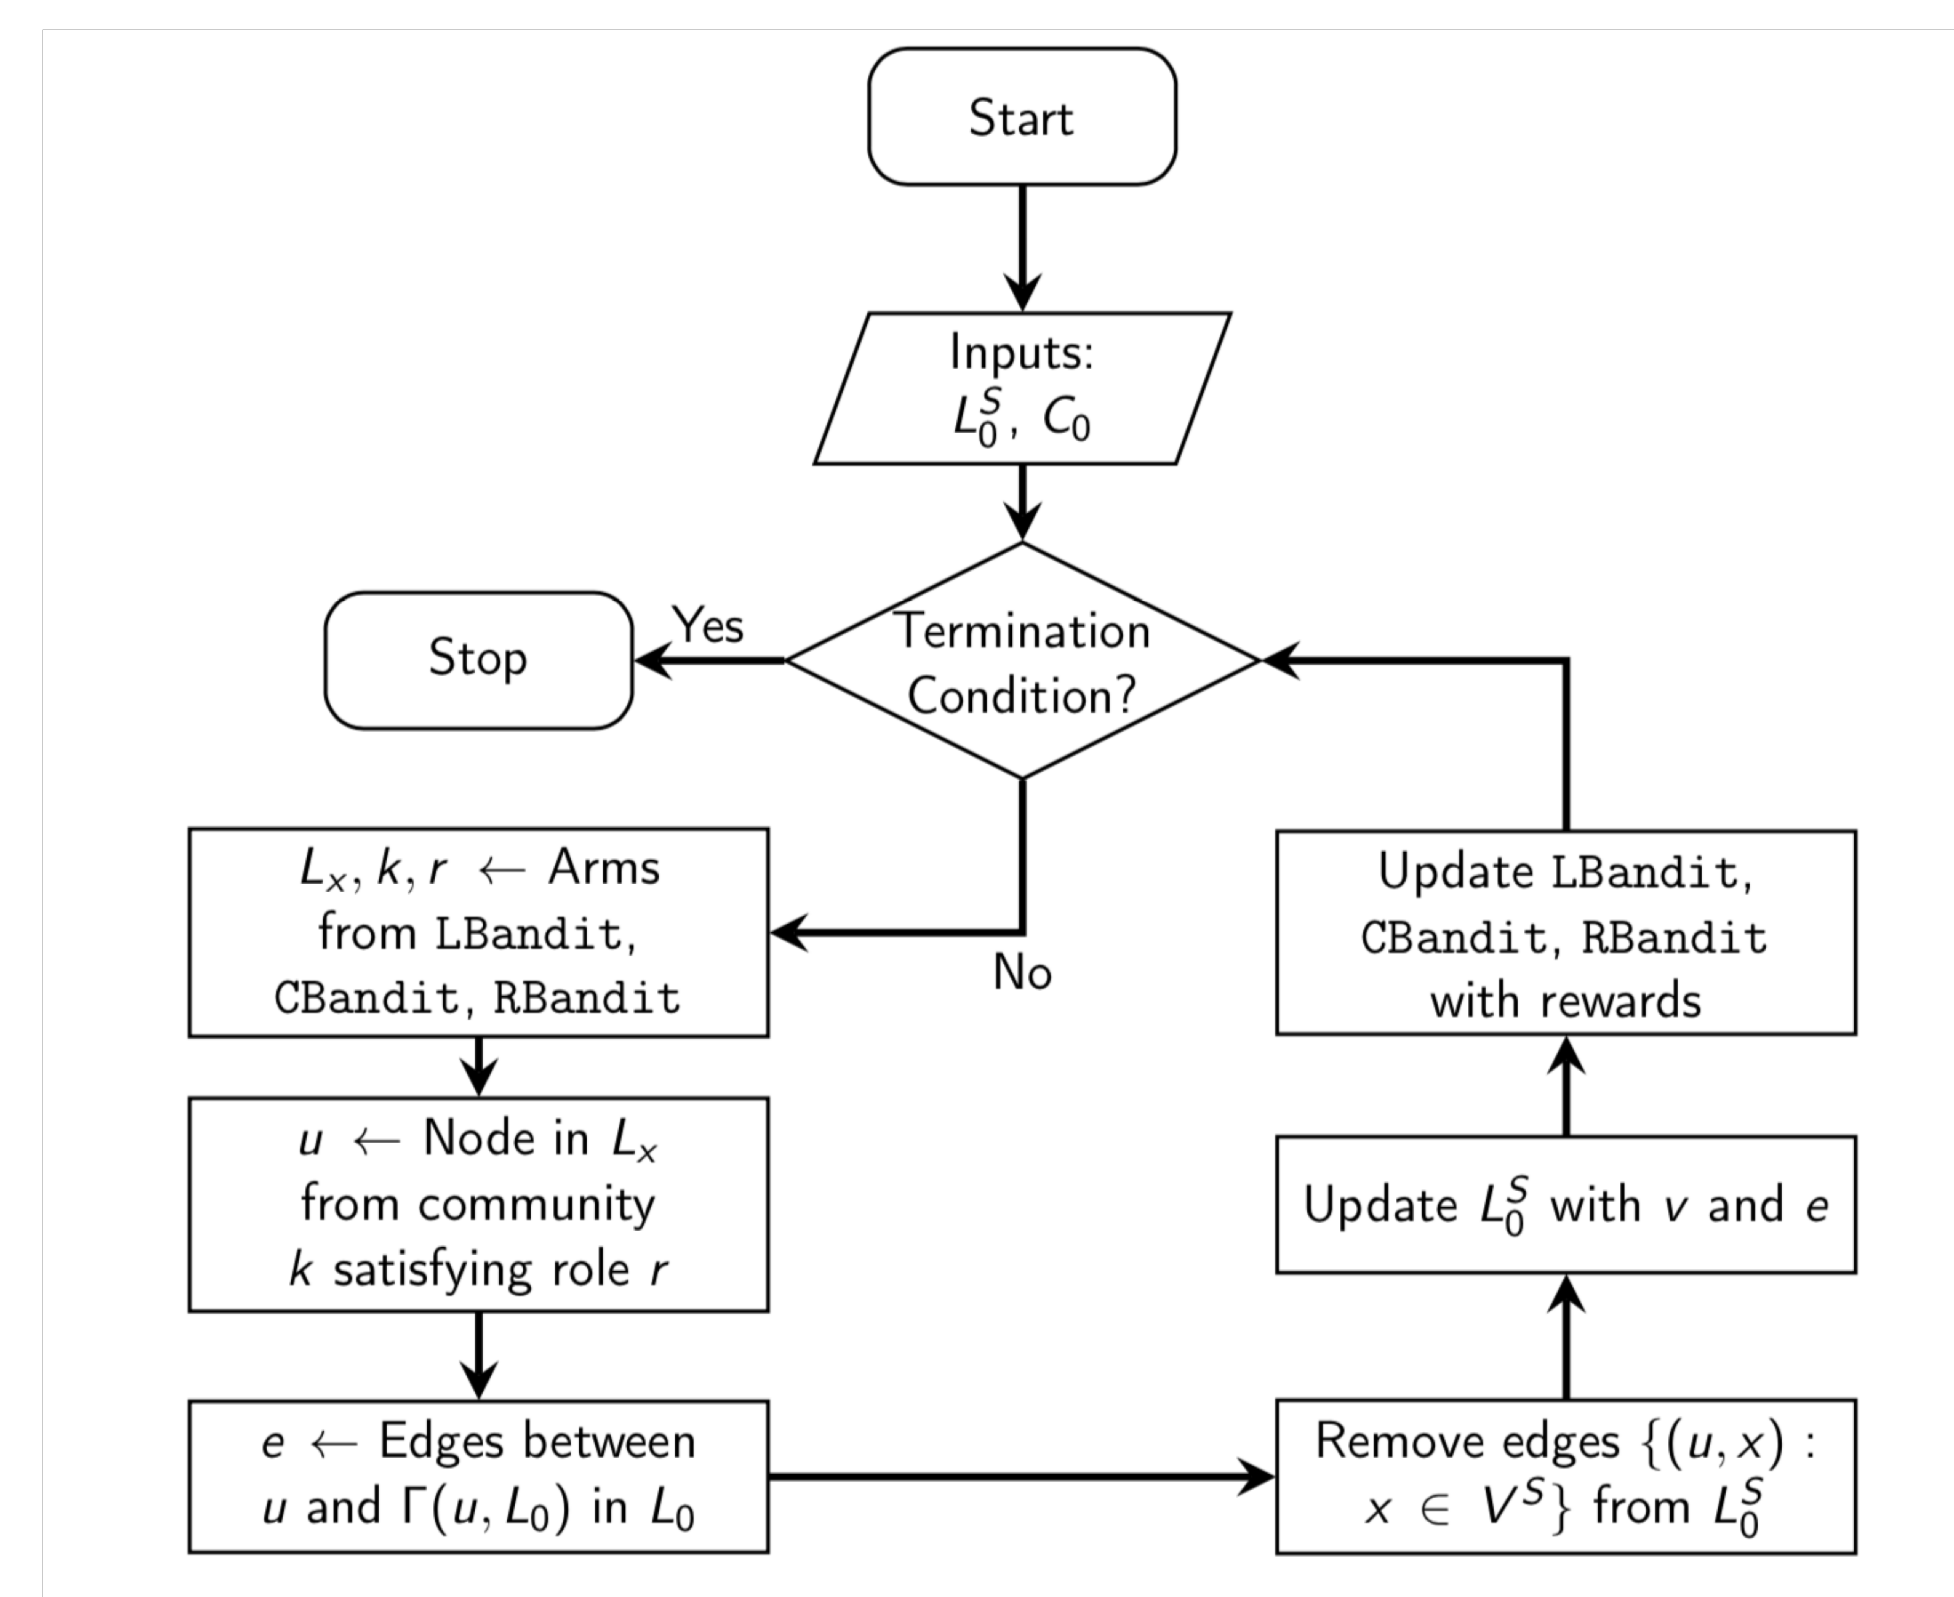 Start
Inputs:
L_0^S, C_0
Termination
Condition?
Yes
Stop
No
L_x, k, r ← Arms
from LBandit,
CBandit, RBandit
u ← Node in L_x
from community
k satisfying role r
e ← Edges between
u and Γ(u, L_0) in L_0
Remove edges {(u, x) :
x ∈ V^S} from L_0^S
Update L_0^S with v and e
Update LBandit,
CBandit, RBandit
with rewards